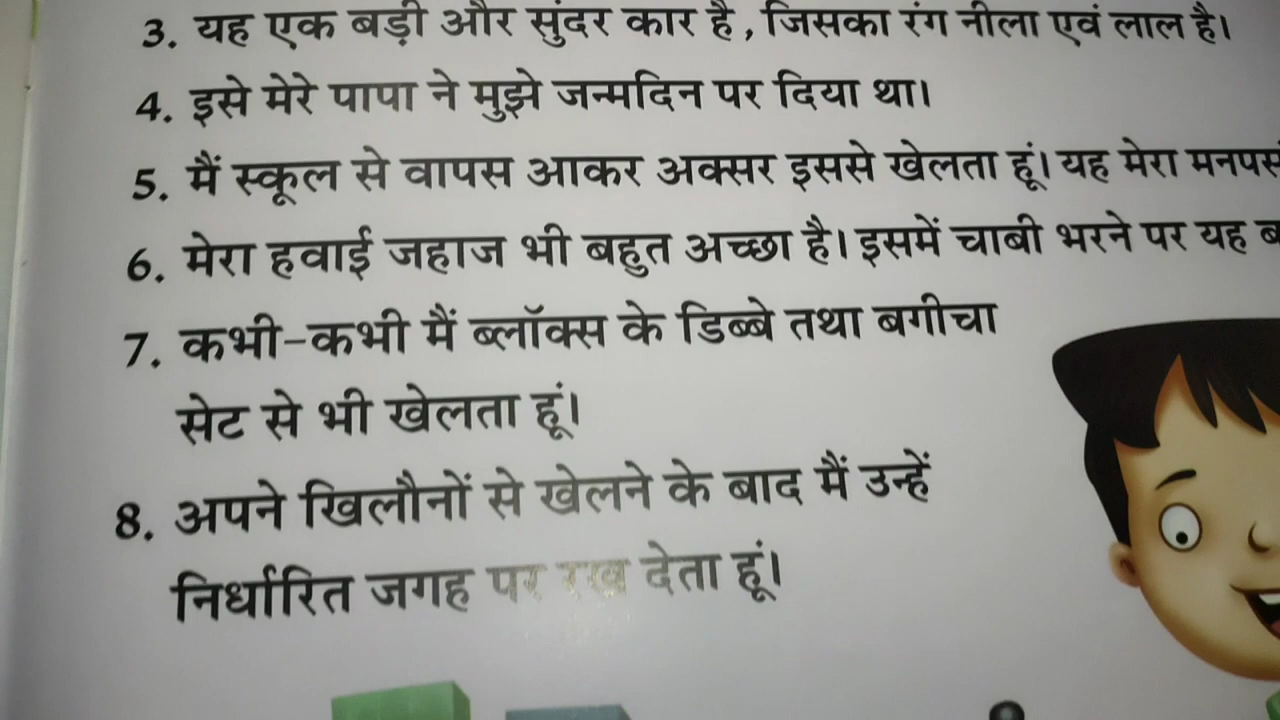 3. यह एक बड़ी और सुंदर कार है, जिसका रंग नीला एवं लाल है।
4. इसे मेरे पापा ने मुझे जन्मदिन पर दिया था।
5. मैं स्कूल से वापस आकर अक्सर इससे खेलता हूं। यह मेरा
6. मेरा हवाई जहाज भी बहुत अच्छा है। इसमें चाबी भरने पर यह
7. कभी-कभी मैं ब्लॉक्स के डिब्बे तथा बगीचा
सेट से भी खेलता हूं।
8. अपने खिलौनों से खेलने के बाद मैं उन्हें
निर्धारित जगह पर रख देता हूं।